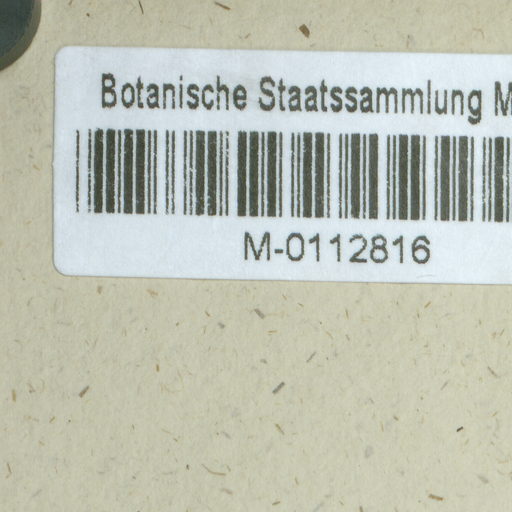 Botanische Staatssammlung M
M-0112816